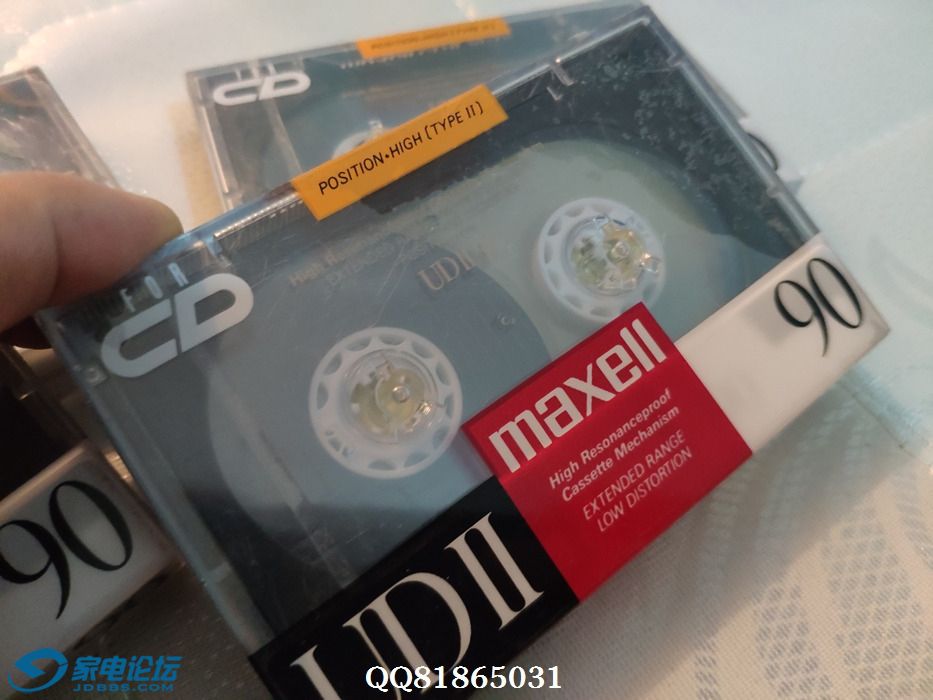 CD
POSITION•HIGH (TYPE II)
FOR
CD
UDII
90
maxell
High Resonanceproof
Cassette Mechanism
EXTENDED RANGE
LOW DISTORTION
UDII
90
家电论坛
JDBBS.COM
QQ81865031